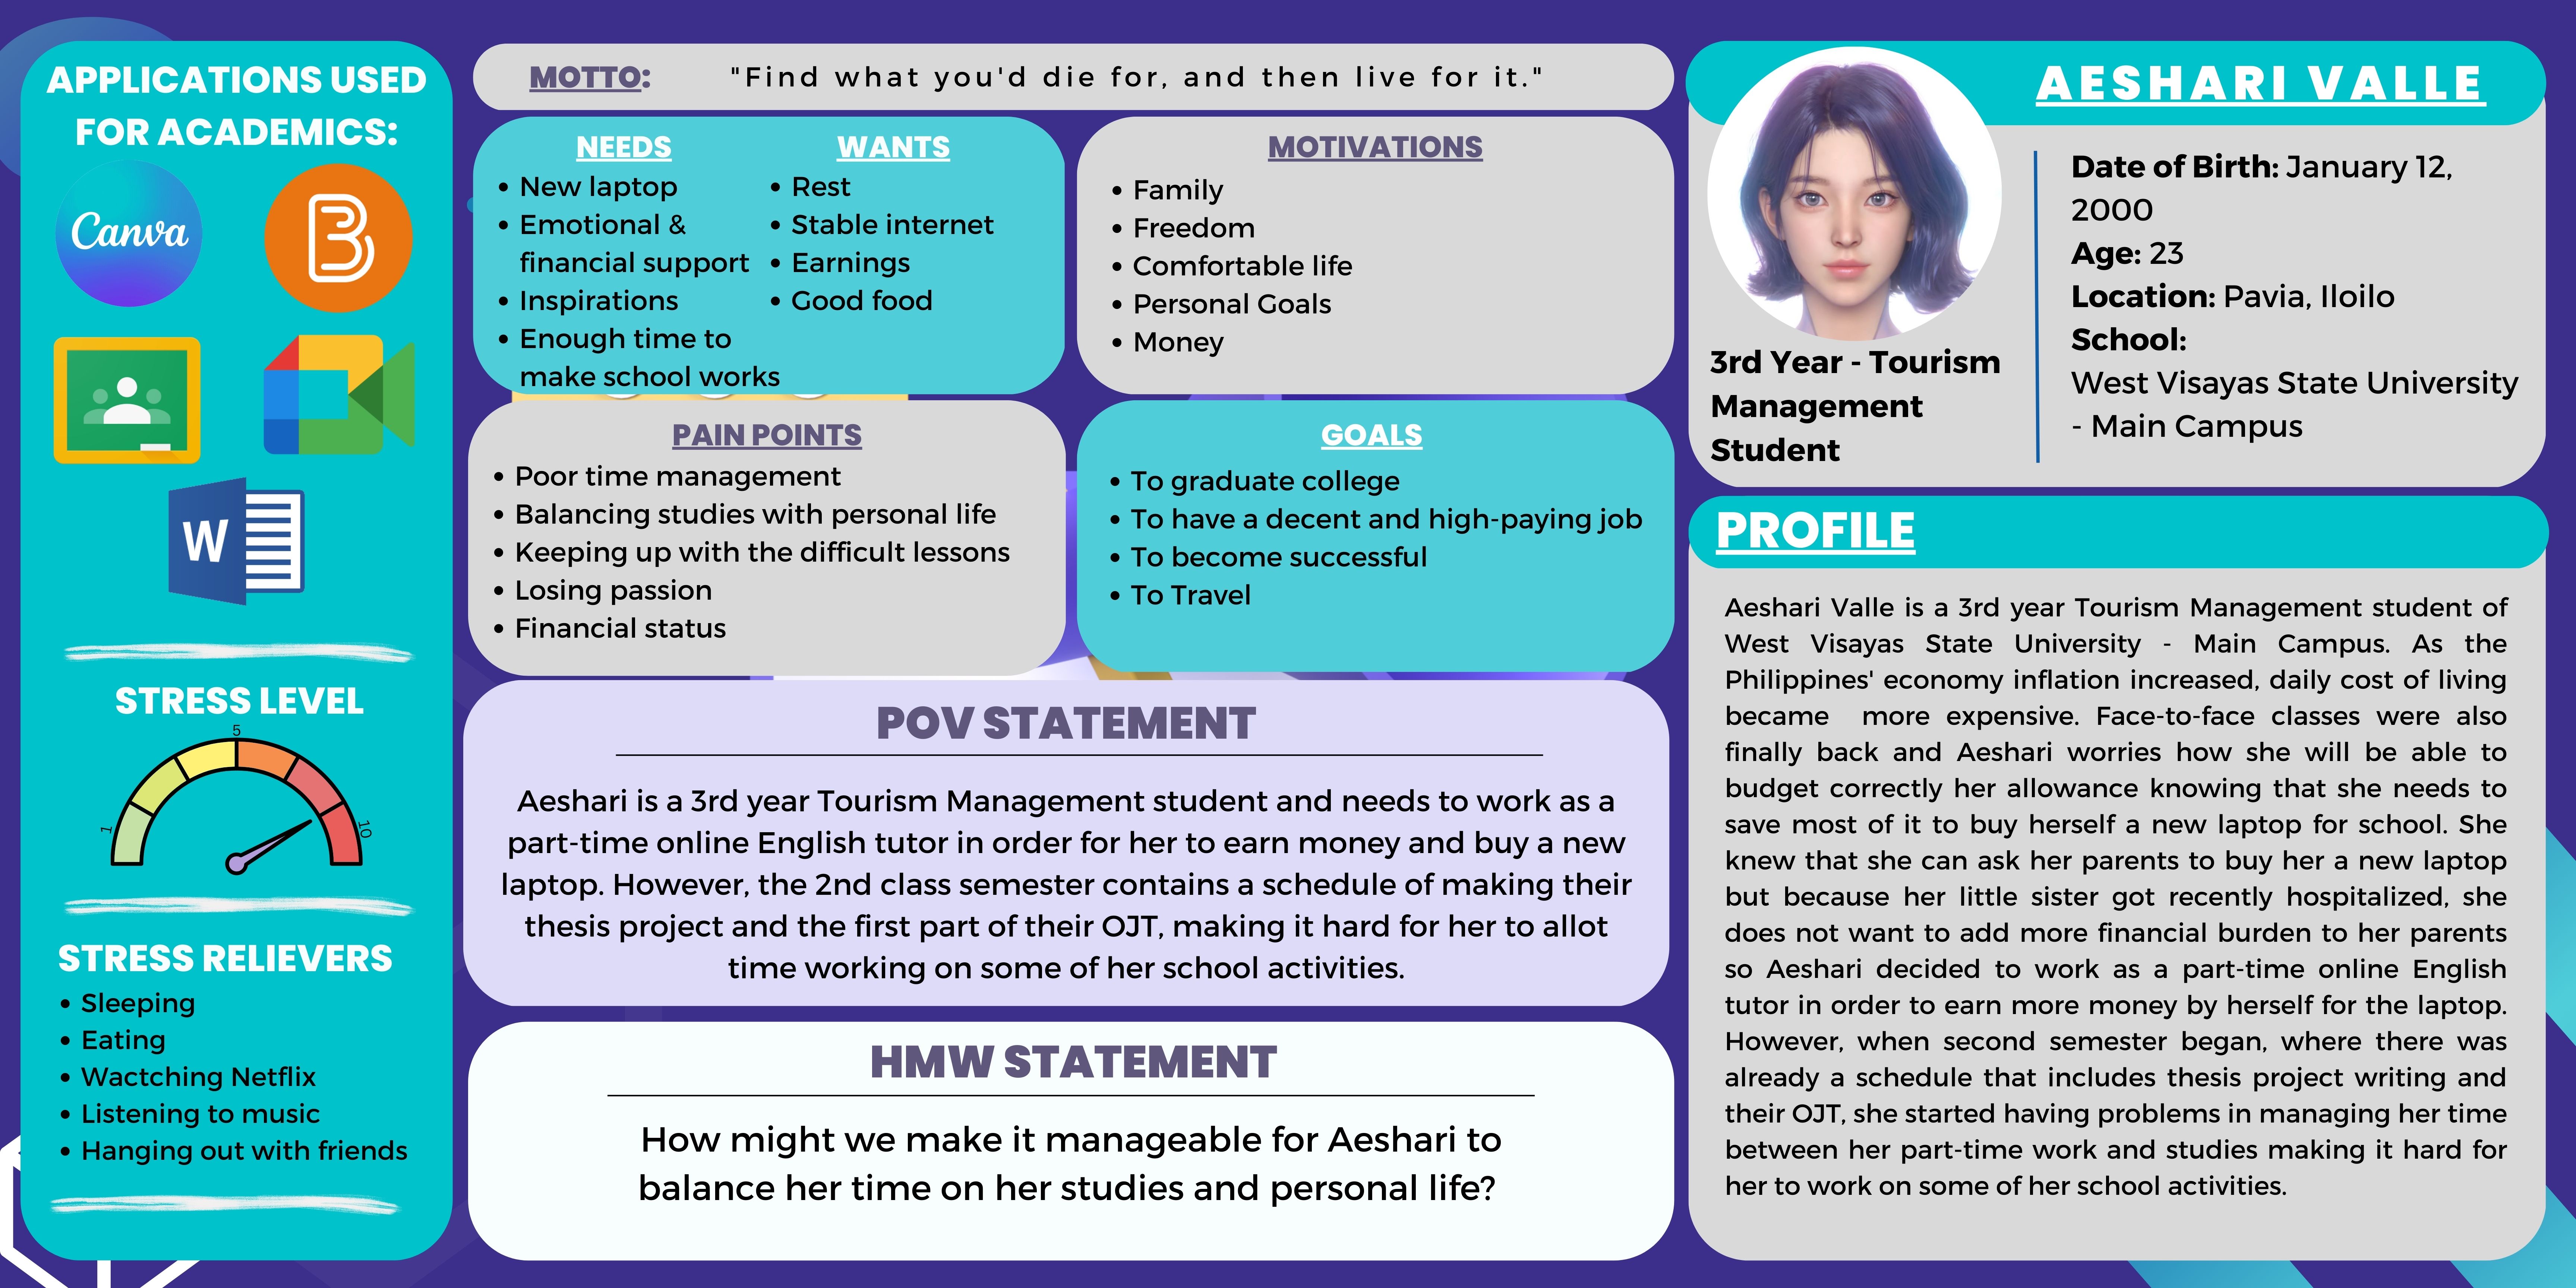 APPLICATIONS USED
FOR ACADEMICS:
Canva
B
W
STRESS LEVEL
5
1
10
STRESS RELIEVERS
• Sleeping
• Eating
• Wactching Netflix
• Listening to music
• Hanging out with friends
MOTTO: "Find what you'd die for, and then live for it."
NEEDS
• New laptop
• Emotional &
financial support
• Inspirations
• Enough time to
make school works
WANTS
• Rest
• Stable internet
• Earnings
• Good food
MOTIVATIONS
• Family
• Freedom
• Comfortable life
• Personal Goals
• Money
PAIN POINTS
• Poor time management
• Balancing studies with personal life
• Keeping up with the difficult lessons
• Losing passion
• Financial status
GOALS
• To graduate college
• To have a decent and high-paying job
• To become successful
• To Travel
POV STATEMENT
Aeshari is a 3rd year Tourism Management student and needs to work as a
part-time online English tutor in order for her to earn money and buy a new
laptop. However, the 2nd class semester contains a schedule of making their
thesis project and the first part of their OJT, making it hard for her to allot
time working on some of her school activities.
HMW STATEMENT
How might we make it manageable for Aeshari to
balance her time on her studies and personal life?
AESHARI VALLE
3rd Year - Tourism
Management
Student
Date of Birth: January 12,
2000
Age: 23
Location: Pavia, Iloilo
School:
West Visayas State University
- Main Campus
PROFILE
Aeshari Valle is a 3rd year Tourism Management student of
West Visayas State University - Main Campus. As the
Philippines' economy inflation increased, daily cost of living
became more expensive. Face-to-face classes were also
finally back and Aeshari worries how she will be able to
budget correctly her allowance knowing that she needs to
save most of it to buy herself a new laptop for school. She
knew that she can ask her parents to buy her a new laptop
but because her little sister got recently hospitalized, she
does not want to add more financial burden to her parents
so Aeshari decided to work as a part-time online English
tutor in order to earn more money by herself for the laptop.
However, when second semester began, where there was
already a schedule that includes thesis project writing and
their OJT, she started having problems in managing her time
between her part-time work and studies making it hard for
her to work on some of her school activities.